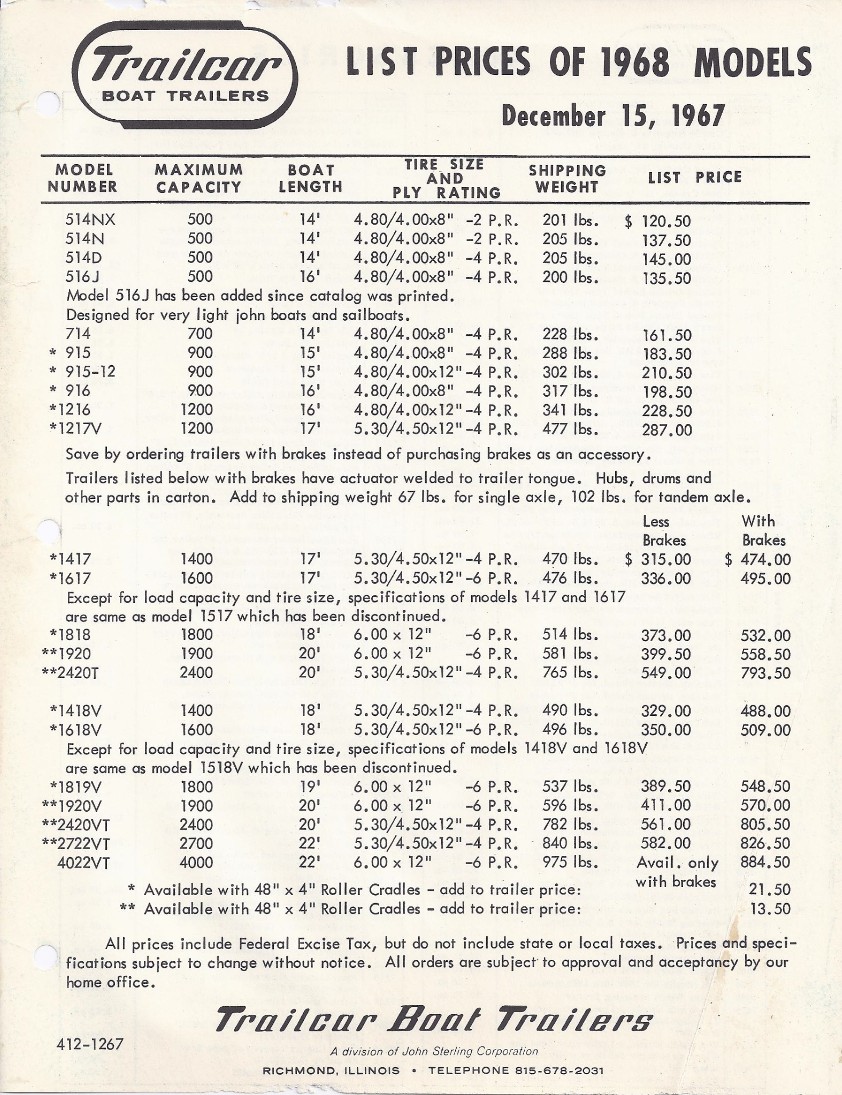 Trailcar
BOAT TRAILERS
LIST PRICES OF 1968 MODELS
December 15, 1967
MODEL NUMBER MAXIMUM CAPACITY BOAT LENGTH TIRE SIZE AND PLY RATING SHIPPING WEIGHT LIST PRICE
514NX 500 14' 4.80/4.00x8" -2 P.R. 201 lbs. $ 120.50
514N 500 14' 4.80/4.00x8" -2 P.R. 205 lbs. 137.50
514D 500 14' 4.80/4.00x8" -4 P.R. 205 lbs. 145.00
516J 500 16' 4.80/4.00x8" -4 P.R. 200 lbs. 135.50
Model 516J has been added since catalog was printed.
Designed for very light john boats and sailboats.
714 700 14' 4.80/4.00x8" -4 P.R. 228 lbs. 161.50
* 915 900 15' 4.80/4.00x8" -4 P.R. 288 lbs. 183.50
* 915-12 900 15' 4.80/4.00x12" -4 P.R. 302 lbs. 210.50
* 916 900 16' 4.80/4.00x8" -4 P.R. 317 lbs. 198.50
*1216 1200 16' 4.80/4.00x12" -4 P.R. 341 lbs. 228.50
*1217V 1200 17' 5.30/4.50x12" -4 P.R. 477 lbs. 287.00
Save by ordering trailers with brakes instead of purchasing brakes as an accessory.
Trailers listed below with brakes have actuator welded to trailer tongue. Hubs, drums and
other parts in carton. Add to shipping weight 67 lbs. for single axle, 102 lbs. for tandem axle.
Less With
Brakes Brakes
*1417 1400 17' 5.30/4.50x12" -4 P.R. 470 lbs. $ 315.00 $ 474.00
*1617 1600 17' 5.30/4.50x12" -6 P.R. 476 lbs. 336.00 495.00
Except for load capacity and tire size, specifications of models 1417 and 1617
are same as model 1517 which has been discontinued.
*1818 1800 18' 6.00 x 12" -6 P.R. 514 lbs. 373.00 532.00
**1920 1900 20' 6.00 x 12" -6 P.R. 581 lbs. 399.50 558.50
**2420T 2400 20' 5.30/4.50x12" -4 P.R. 765 lbs. 549.00 793.50
*1418V 1400 18' 5.30/4.50x12" -4 P.R. 490 lbs. 329.00 488.00
*1618V 1600 18' 5.30/4.50x12" -6 P.R. 496 lbs. 350.00 509.00
Except for load capacity and tire size, specifications of models 1418V and 1618V
are same as model 1518V which has been discontinued.
*1819V 1800 19' 6.00 x 12" -6 P.R. 537 lbs. 389.50 548.50
**1920V 1900 20' 6.00 x 12" -6 P.R. 596 lbs. 411.00 570.00
**2420VT 2400 20' 5.30/4.50x12" -4 P.R. 782 lbs. 561.00 805.50
**2722VT 2700 22' 5.30/4.50x12" -4 P.R. 840 lbs. 582.00 826.50
4022VT 4000 22' 6.00 x 12" -6 P.R. 975 lbs. Avail. only 884.50
with brakes
* Available with 48" x 4" Roller Cradles - add to trailer price: 21.50
** Available with 48" x 4" Roller Cradles - add to trailer price: 13.50
All prices include Federal Excise Tax, but do not include state or local taxes. Prices and speci-
fications subject to change without notice. All orders are subject to approval and acceptancy by our
home office.
Trailcar Boat Trailers
412-1267
A division of John Sterling Corporation
RICHMOND, ILLINOIS • TELEPHONE 815-678-2031